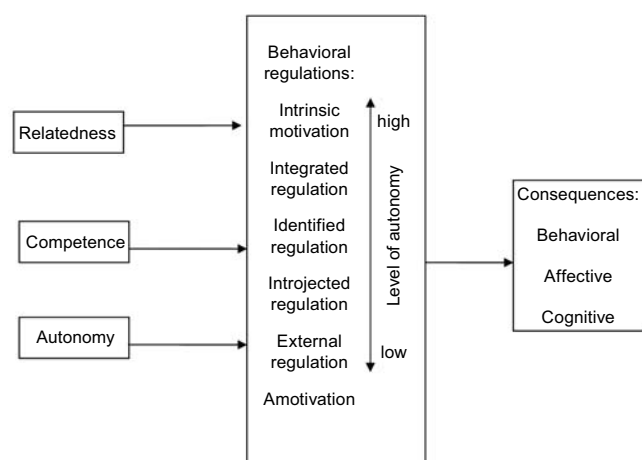 Relatedness
Competence
Autonomy
Behavioral
regulations:
Intrinsic
motivation
Integrated
regulation
Identified
regulation
Introjected
regulation
External
regulation
Amotivation
high
Level of autonomy
low
Consequences:
Behavioral
Affective
Cognitive